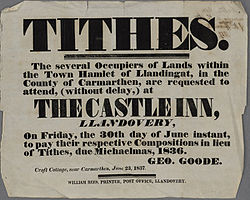 TITHES.
The several Occupiers of Lands within
the Town Hamlet of Llandingat, in the
County of Carmarthen, are requested to
attend, (without delay,) at
THE CASTLE INN,
LLANDOVERY,
On Friday, the 30th day of June instant,
to pay their respective Compositions in lieu
of Tithes, due Michaelmas, 1836.
GEO. GOODE.
Croft Cottage, near Carmarthen, June 23, 1837.
WILLIAM REES, PRINTER, POST OFFICE, LLANDOVERY.